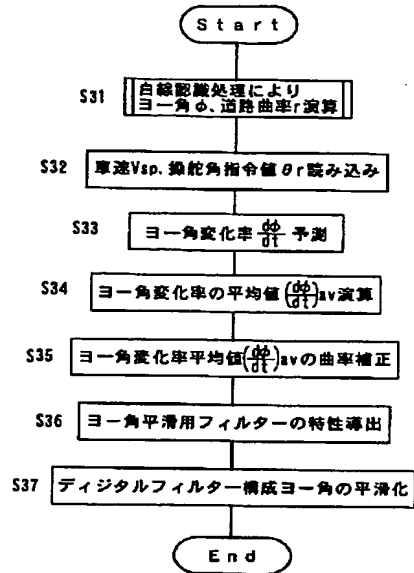 Start
S31
白線認識処理により
ヨー角φ、道路曲率r演算
S32
車速Vsp、操舵角指令値θr読み込み
S33
ヨー角変化率 dφ/dt 予測
S34
ヨー角変化率の平均値(dφ/dt)av演算
S35
ヨー角変化率平均値(dφ/dt)avの曲率補正
S36
ヨー角平滑用フィルターの特性導出
S37
ディジタルフィルター構成ヨー角の平滑化
End